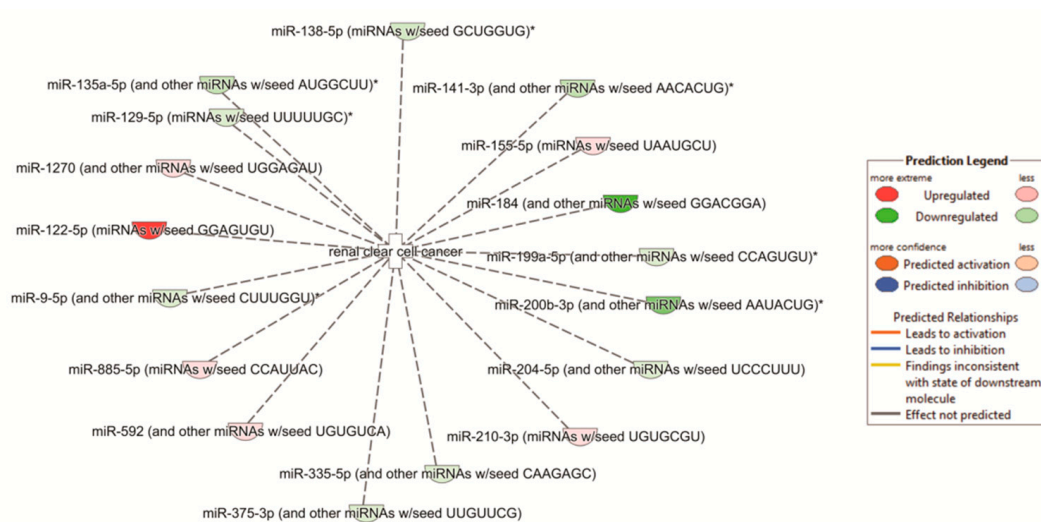 miR-138-5p (miRNAs w/seed GCUGGUG)*
miR-135a-5p (and other miRNAs w/seed AUGGCUU)*
miR-141-3p (and other miRNAs w/seed AACACUG)*
miR-129-5p (miRNAs w/seed UUUUUGC)*
miR-155-5p (miRNAs w/seed UAAUGCU)
miR-1270 (and other miRNAs w/seed UGGAGAU)
miR-184 (and other miRNAs w/seed GGACGGA)
miR-122-5p (miRNAs w/seed GGAGUGU)
renal clear cell cancer
miR-199a-5p (and other miRNAs w/seed CCAGUGU)*
miR-9-5p (and other miRNAs w/seed CUUUGGU)*
miR-200b-3p (and other miRNAs w/seed AAUACUG)*
miR-885-5p (miRNAs w/seed CCAUUAC)
miR-204-5p (and other miRNAs w/seed UCCCUUU)
miR-592 (and other miRNAs w/seed UGUGUCA)
miR-210-3p (miRNAs w/seed UGUGCGU)
miR-335-5p (and other miRNAs w/seed CAAGAGC)
miR-375-3p (and other miRNAs w/seed UUGUUCG)
Prediction Legend
more extreme less
Upregulated
Downregulated
more confidence less
Predicted activation
Predicted inhibition
Predicted Relationships
Leads to activation
Leads to inhibition
Findings inconsistent
with state of downstream
molecule
Effect not predicted